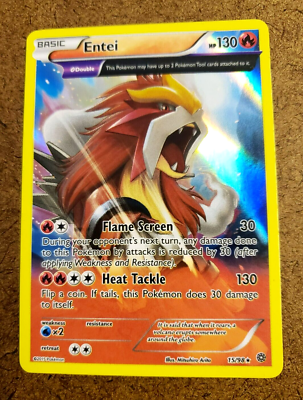 BASIC
Entei
HP 130
Ω Double This Pokémon may have up to 2 Pokémon Tool cards attached to it.
Flame Screen 30
During your opponent's next turn, any damage done
to this Pokémon by attacks is reduced by 30 (after
applying Weakness and Resistance).
Heat Tackle 130
Flip a coin. If tails, this Pokémon does 30 damage
to itself.
weakness
×2
resistance
retreat
It is said that when it roars, a
volcano erupts somewhere
around the globe.
Illus. Mitsuhiro Arita
15/98